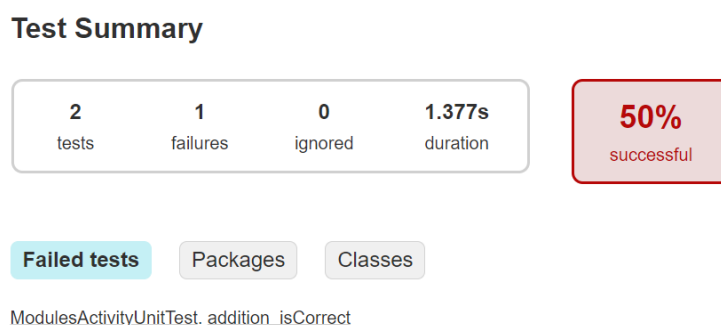 Test Summary
2 1 0 1.377s
tests failures ignored duration
50%
successful
Failed tests Packages Classes
ModulesActivityUnitTest. addition_isCorrect